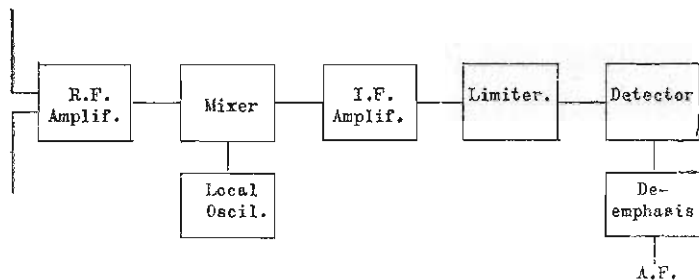 R.F.
Amplif.
Mixer
I.F.
Amplif.
Limiter.
Detector
Local
Oscil.
De-
emphasis
A.F.